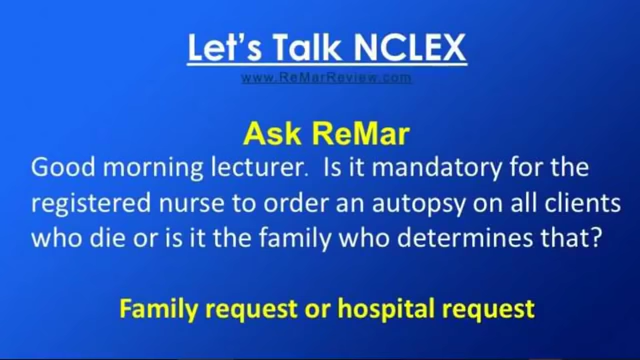 Let's Talk NCLEX
www.ReMarReview.com
Ask ReMar
Good morning lecturer. Is it mandatory for the
registered nurse to order an autopsy on all clients
who die or is it the family who determines that?
Family request or hospital request